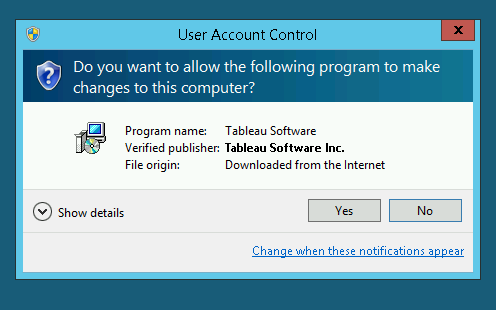 User Account Control
x
Do you want to allow the following program to make
changes to this computer?
Program name: Tableau Software
Verified publisher: Tableau Software Inc.
File origin: Downloaded from the Internet
Show details
Yes
No
Change when these notifications appear